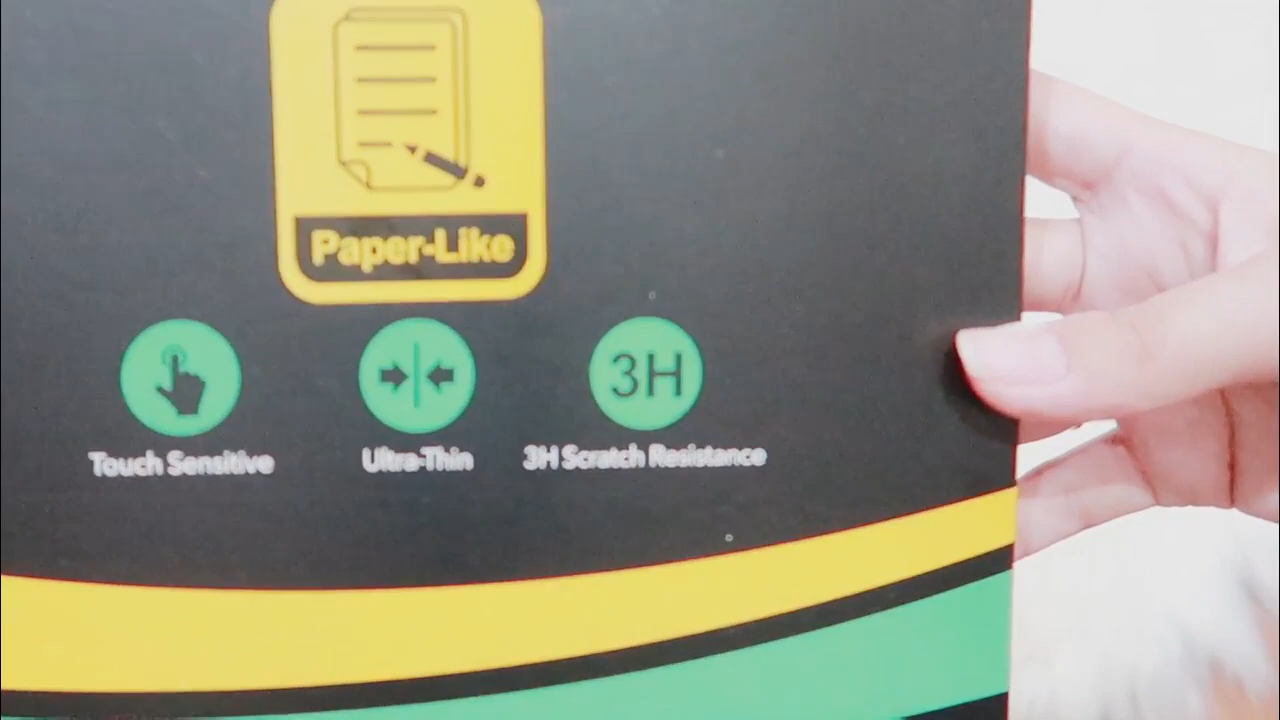 Paper-Like
3H
Touch Sensitive
Ultra-Thin
3H Scratch Resistance